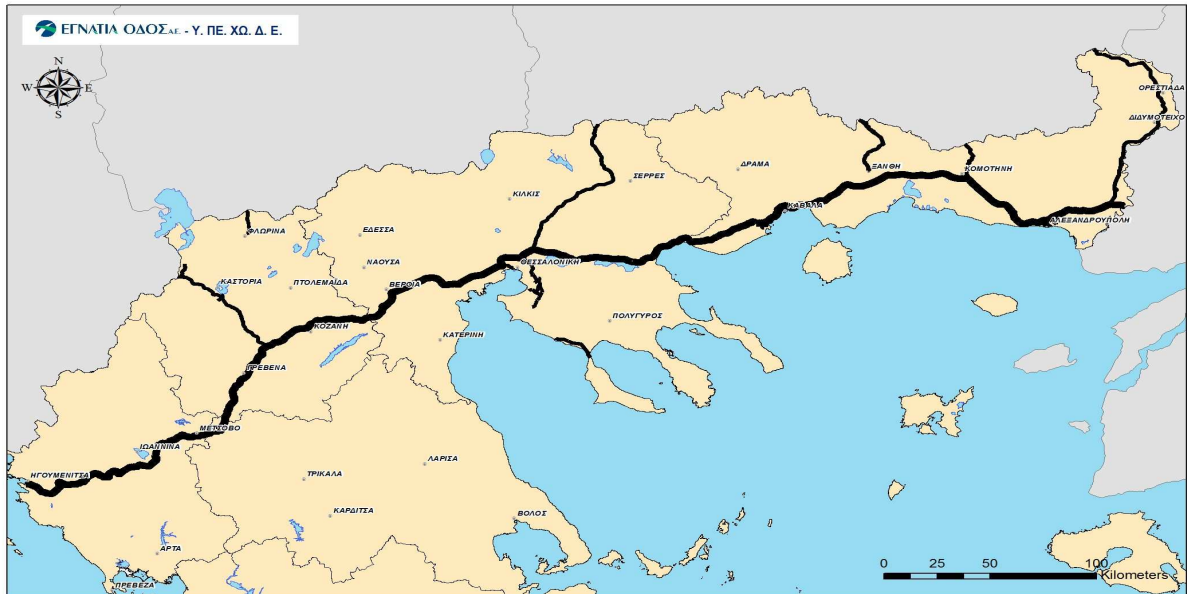 ΕΓΝΑΤΙΑ ΟΔΟΣ Α.Ε. - Υ. ΠΕ. ΧΩ. Δ. Ε.
N
W E
S
ΟΡΕΣΤΙΑΔΑ
ΔΙΔΥΜΟΤΕΙΧΟ
ΔΡΑΜΑ
ΞΑΝΘΗ
ΚΟΜΟΤΗΝΗ
ΣΕΡΡΕΣ
ΚΙΛΚΙΣ
ΚΑΒΑΛΑ
ΑΛΕΞΑΝΔΡΟΥΠΟΛΗ
ΦΛΩΡΙΝΑ
ΕΔΕΣΣΑ
ΘΕΣΣΑΛΟΝΙΚΗ
ΝΑΟΥΣΑ
ΚΑΣΤΟΡΙΑ
ΠΤΟΛΕΜΑΪΔΑ
ΒΕΡΟΙΑ
ΠΟΛΥΓΥΡΟΣ
ΚΟΖΑΝΗ
ΚΑΤΕΡΙΝΗ
ΓΡΕΒΕΝΑ
ΜΕΤΣΟΒΟ
ΙΩΑΝΝΙΝΑ
ΛΑΡΙΣΑ
ΗΓΟΥΜΕΝΙΤΣΑ
ΤΡΙΚΑΛΑ
ΚΑΡΔΙΤΣΑ
ΒΟΛΟΣ
ΑΡΤΑ
ΠΡΕΒΕΖΑ
0 25 50 100
Kilometers